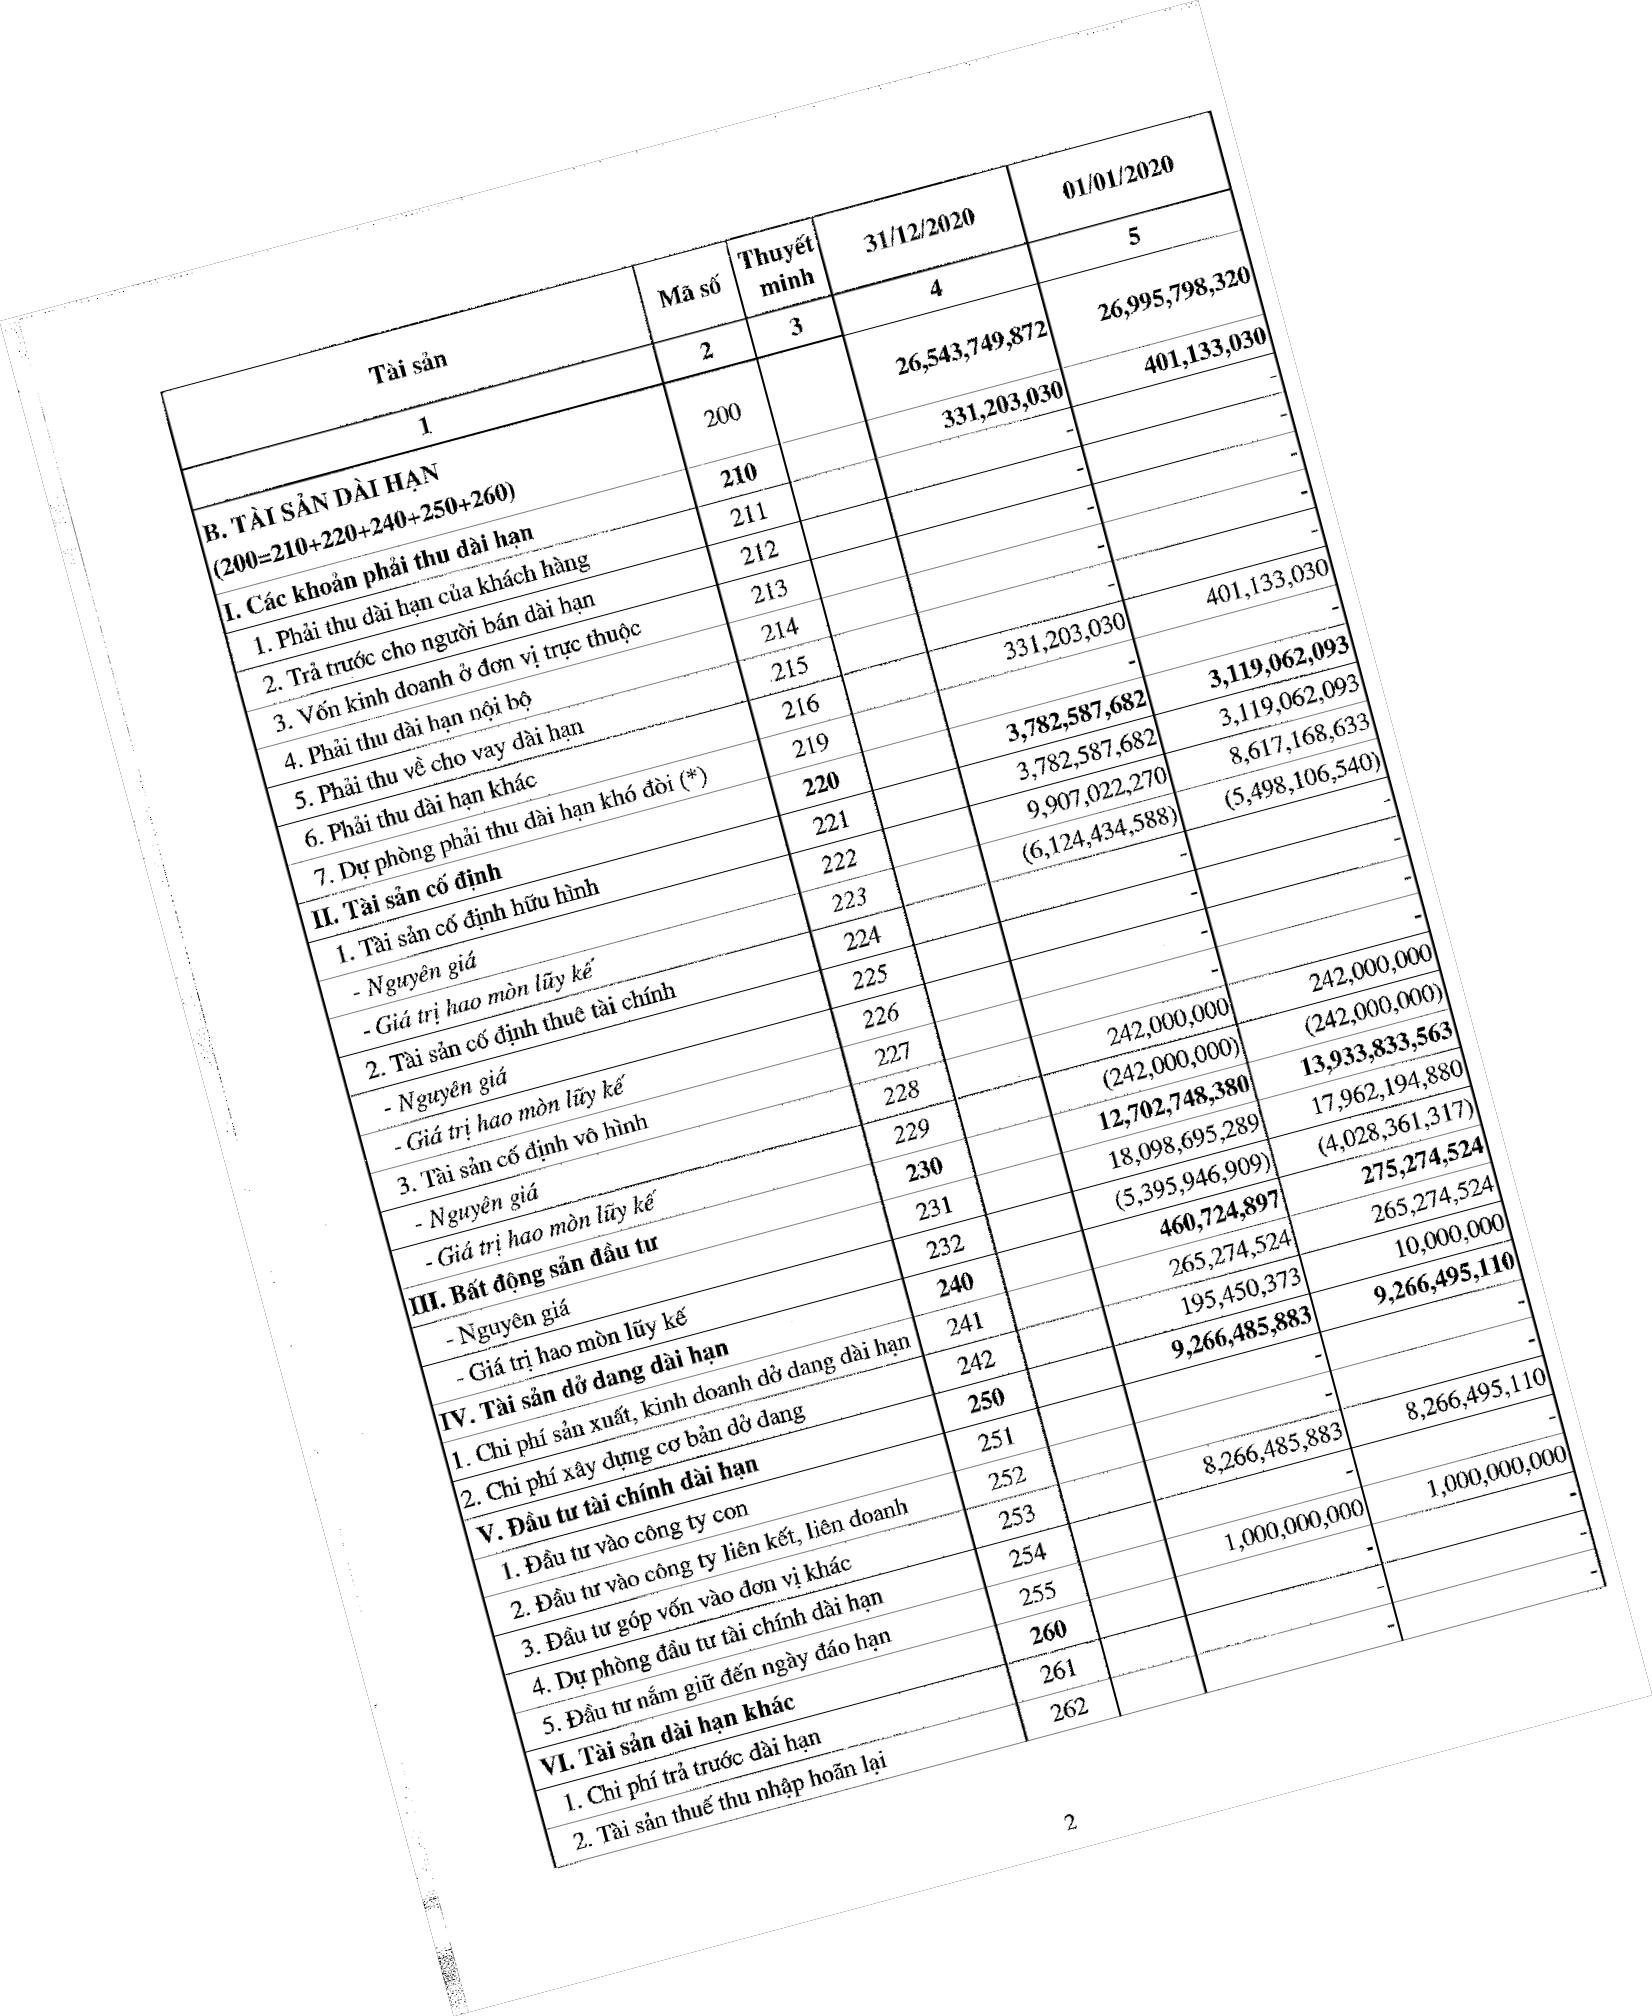 Tài sản Mã số Thuyết minh 31/12/2020 01/01/2020
1 2 3 4 5
B. TÀI SẢN DÀI HẠN
(200=210+220+240+250+260) 200 26,543,749,872 26,995,798,320
I. Các khoản phải thu dài hạn 210 331,203,030 401,133,030
1. Phải thu dài hạn của khách hàng 211 - -
2. Trả trước cho người bán dài hạn 212 - -
3. Vốn kinh doanh ở đơn vị trực thuộc 213 - -
4. Phải thu dài hạn nội bộ 214 - -
5. Phải thu về cho vay dài hạn 215 - -
6. Phải thu dài hạn khác 216 331,203,030 401,133,030
7. Dự phòng phải thu dài hạn khó đòi (*) 219 - -
II. Tài sản cố định 220 3,782,587,682 3,119,062,093
1. Tài sản cố định hữu hình 221 3,782,587,682 3,119,062,093
- Nguyên giá 222 9,907,022,270 8,617,168,633
- Giá trị hao mòn lũy kế 223 (6,124,434,588) (5,498,106,540)
2. Tài sản cố định thuê tài chính 224 - -
- Nguyên giá 225 - -
- Giá trị hao mòn lũy kế 226 - -
3. Tài sản cố định vô hình 227 - -
- Nguyên giá 228 242,000,000 242,000,000
- Giá trị hao mòn lũy kế 229 (242,000,000) (242,000,000)
III. Bất động sản đầu tư 230 12,702,748,380 13,933,833,563
- Nguyên giá 231 18,098,695,289 17,962,194,880
- Giá trị hao mòn lũy kế 232 (5,395,946,909) (4,028,361,317)
IV. Tài sản dở dang dài hạn 240 460,724,897 275,274,524
1. Chi phí sản xuất, kinh doanh dở dang dài hạn 241 265,274,524 265,274,524
2. Chi phí xây dựng cơ bản dở dang 242 195,450,373 10,000,000
V. Đầu tư tài chính dài hạn 250 9,266,485,883 9,266,495,110
1. Đầu tư vào công ty con 251 - -
2. Đầu tư vào công ty liên kết, liên doanh 252 - -
3. Đầu tư góp vốn vào đơn vị khác 253 8,266,485,883 8,266,495,110
4. Dự phòng đầu tư tài chính dài hạn 254 - -
5. Đầu tư nắm giữ đến ngày đáo hạn 255 1,000,000,000 1,000,000,000
VI. Tài sản dài hạn khác 260 - -
1. Chi phí trả trước dài hạn 261 - -
2. Tài sản thuế thu nhập hoãn lại 262 - -
2